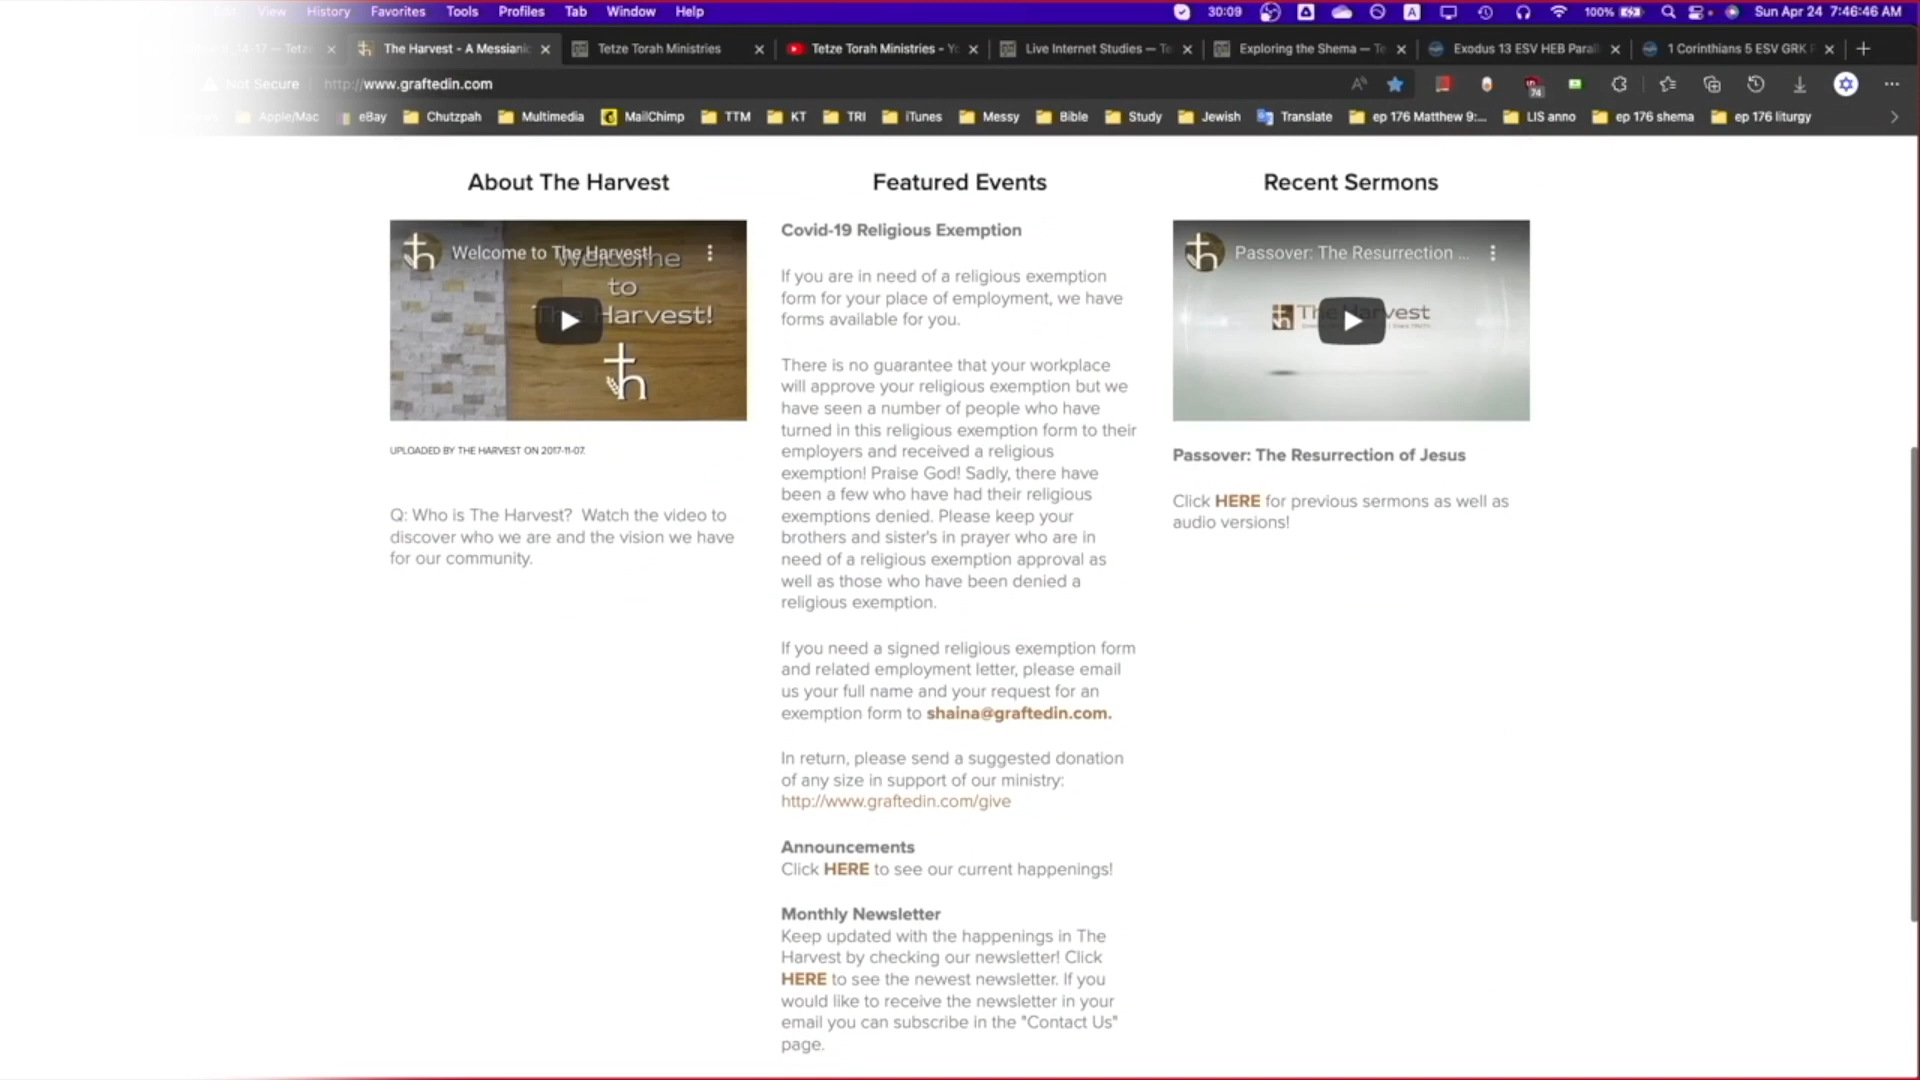 View History Favorites Tools Profiles Tab Window Help 30:09 A 100% Sun Apr 24 7:46:46 AM
14-17 — Tetz
The Harvest - A Messianic
Tetze Torah Ministries
Tetze Torah Ministries - Yo
Live Internet Studies — Te
Exploring the Shema — Te
Exodus 13 ESV HEB Paral
1 Corinthians 5 ESV GRK P
Not Secure http://www.graftedin.com
74
Apple/Mac eBay Chutzpah Multimedia MailChimp TTM KT TRI iTunes Messy Bible Study Jewish Translate ep 176 Matthew 9:... LIS anno ep 176 shema ep 176 liturgy
About The Harvest
Welcome to The Harvest!
Welcome
to
The Harvest!
UPLOADED BY THE HARVEST ON 2017-11-07.
Q: Who is The Harvest? Watch the video to
discover who we are and the vision we have
for our community.
Featured Events
Covid-19 Religious Exemption
If you are in need of a religious exemption
form for your place of employment, we have
forms available for you.
There is no guarantee that your workplace
will approve your religious exemption but we
have seen a number of people who have
turned in this religious exemption form to their
employers and received a religious
exemption! Praise God! Sadly, there have
been a few who have had their religious
exemptions denied. Please keep your
brothers and sister's in prayer who are in
need of a religious exemption approval as
well as those who have been denied a
religious exemption.
If you need a signed religious exemption form
and related employment letter, please email
us your full name and your request for an
exemption form to shaina@graftedin.com.
In return, please send a suggested donation
of any size in support of our ministry:
http://www.graftedin.com/give
Announcements
Click HERE to see our current happenings!
Monthly Newsletter
Keep updated with the happenings in The
Harvest by checking our newsletter! Click
HERE to see the newest newsletter. If you
would like to receive the newsletter in your
email you can subscribe in the "Contact Us"
page.
Recent Sermons
Passover: The Resurrection ...
The Harvest
Passover: The Resurrection of Jesus
Click HERE for previous sermons as well as
audio versions!